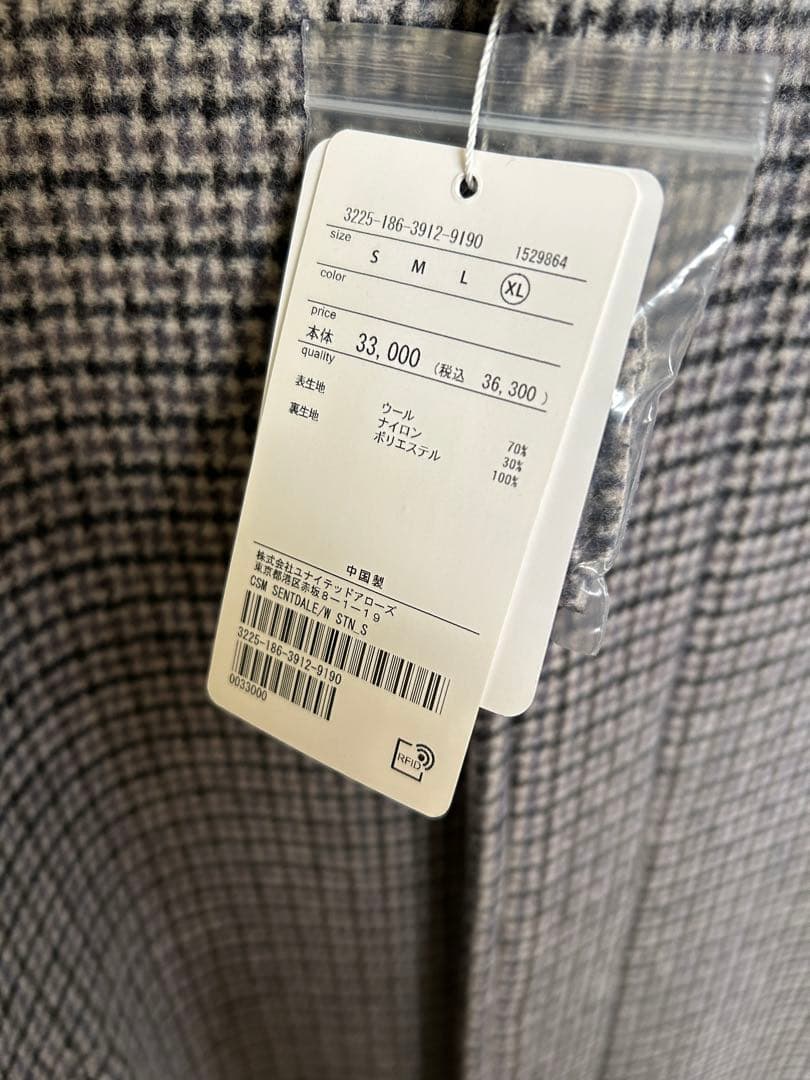 3225-186-3912-9190 1529864
size
S M L XL
color
price
本体 33,000 (税込 36,300)
quality
表生地 ウール 70%
ナイロン 30%
裏生地 ポリエステル 100%
中国製
株式会社ユナイテッドアローズ
東京都港区赤坂8-1-19
CSM SENTDALE/W STN_S
3225-186-3912-9190
0033000
RFID